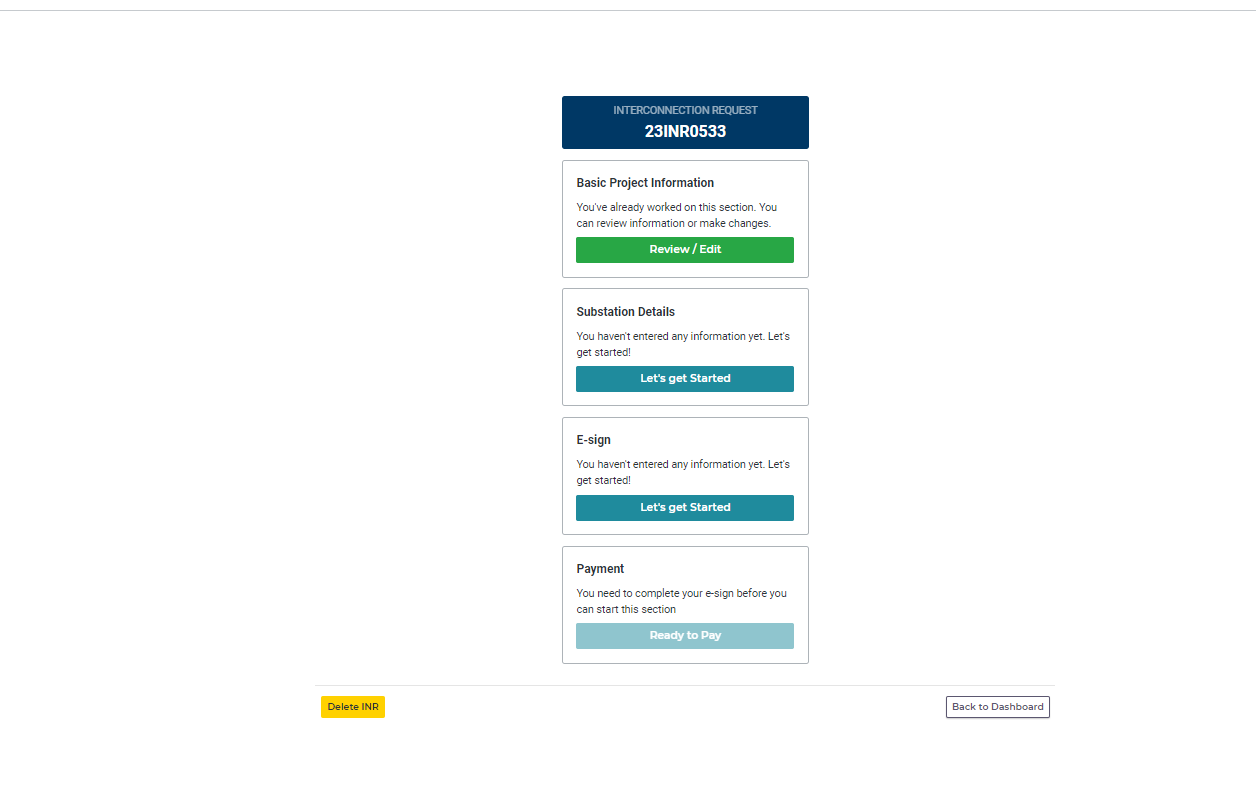 INTERCONNECTION REQUEST
23INR0533
Basic Project Information
You've already worked on this section. You
can review information or make changes.
Review / Edit
Substation Details
You haven't entered any information yet. Let's
get started!
Let's get Started
E-sign
You haven't entered any information yet. Let's
get started!
Let's get Started
Payment
You need to complete your e-sign before you
can start this section
Ready to Pay
Delete INR
Back to Dashboard